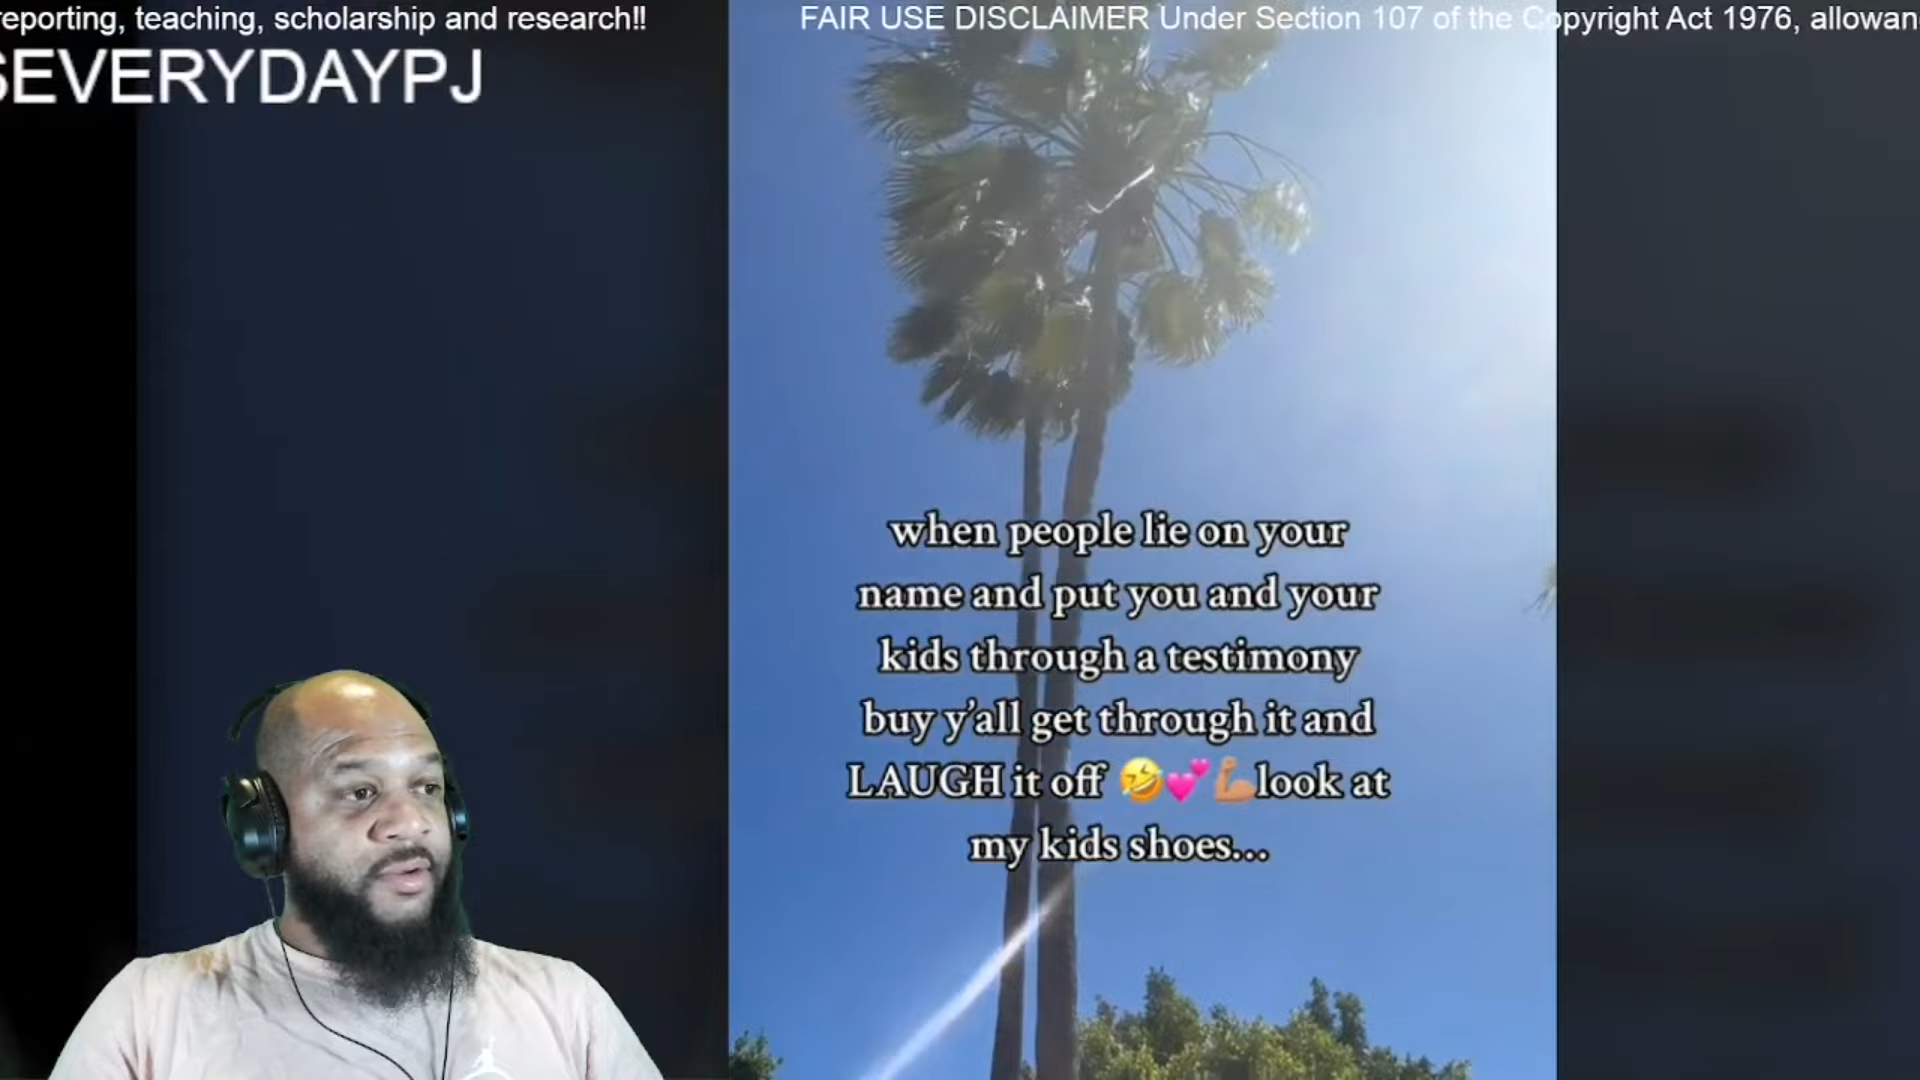 reporting, teaching, scholarship and research!! FAIR USE DISCLAIMER Under Section 107 of the Copyright Act 1976, allowan
SEVERYDAYPJ
when people lie on your
name and put you and your
kids through a testimony
buy y'all get through it and
LAUGH it off 🤣💕💪🏽look at
my kids shoes...